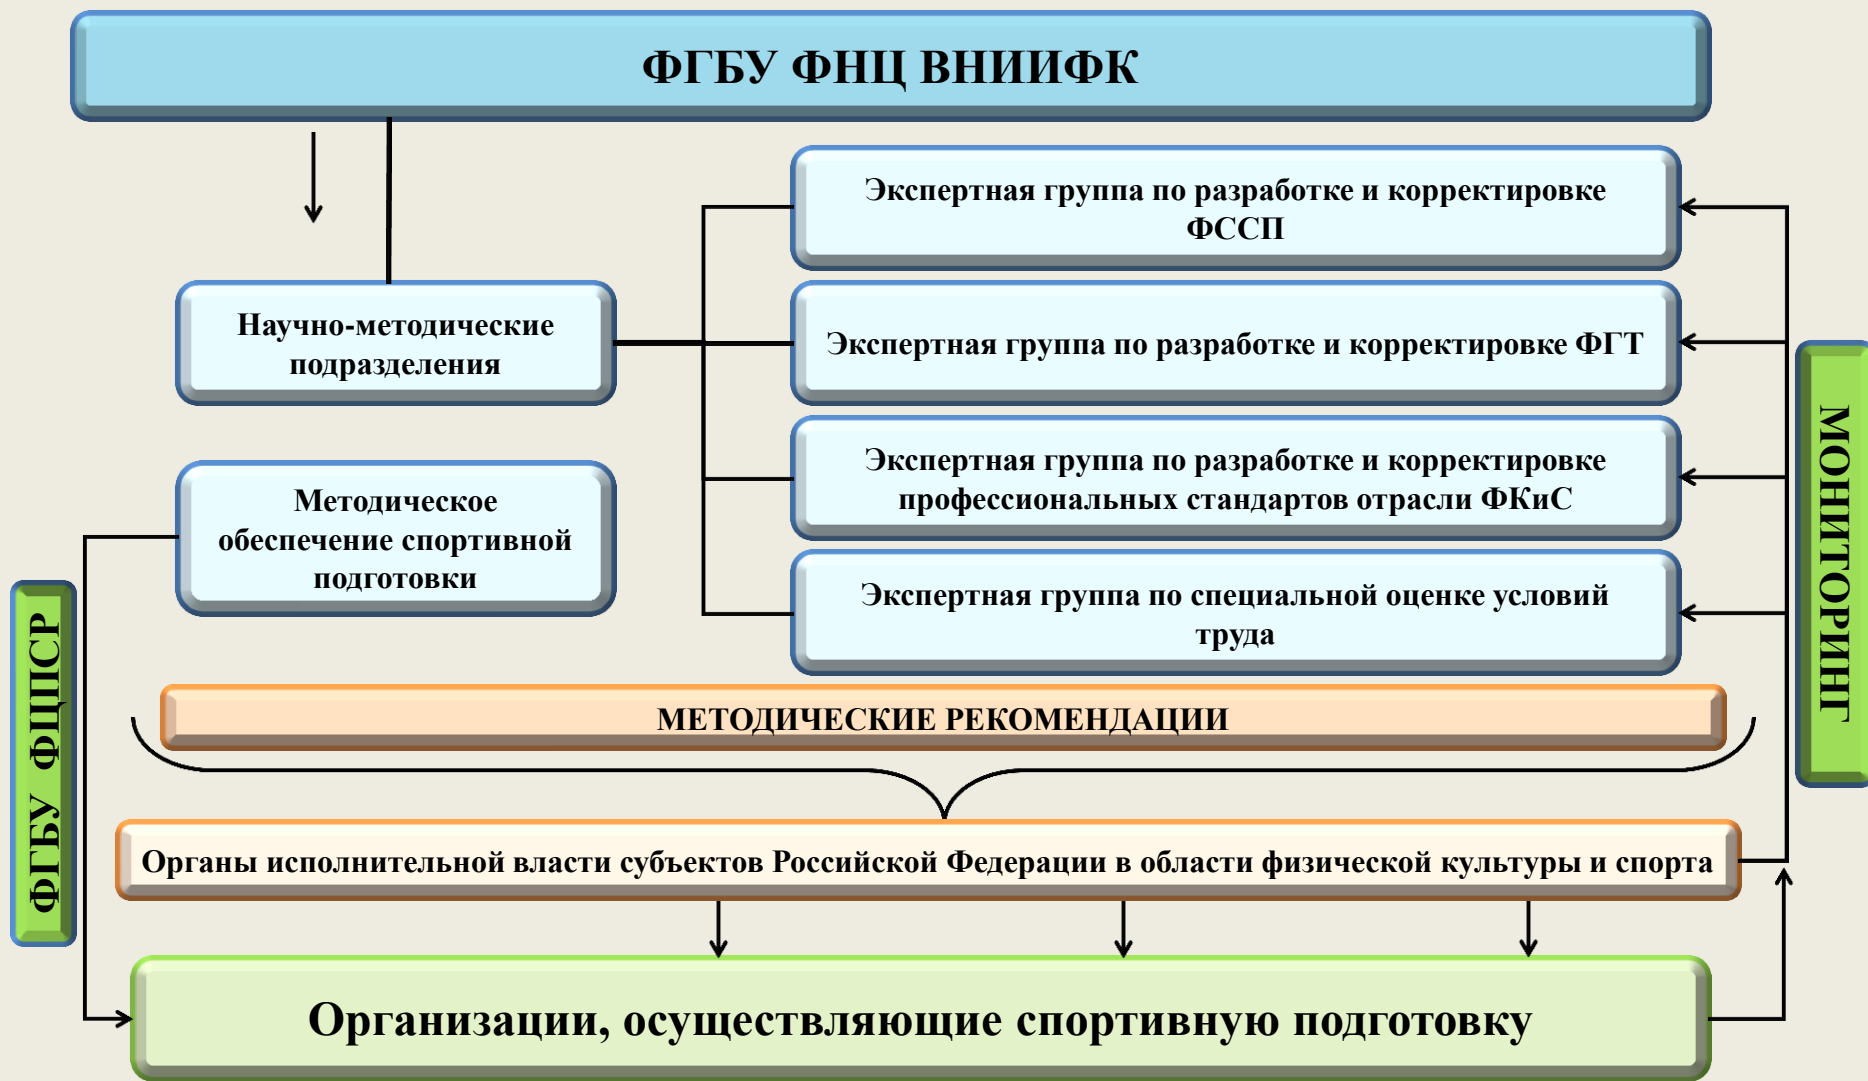 ФГБУ ФНЦ ВНИИФК
Экспертная группа по разработке и корректировке
ФССП
Научно-методические
подразделения
Экспертная группа по разработке и корректировке ФГТ
Экспертная группа по разработке и корректировке
профессиональных стандартов отрасли ФКиС
Методическое
обеспечение спортивной
подготовки
Экспертная группа по специальной оценке условий
труда
МОНИТОРИНГ
ФГБУ ФЦПСР
МЕТОДИЧЕСКИЕ РЕКОМЕНДАЦИИ
Органы исполнительной власти субъектов Российской Федерации в области физической культуры и спорта
Организации, осуществляющие спортивную подготовку